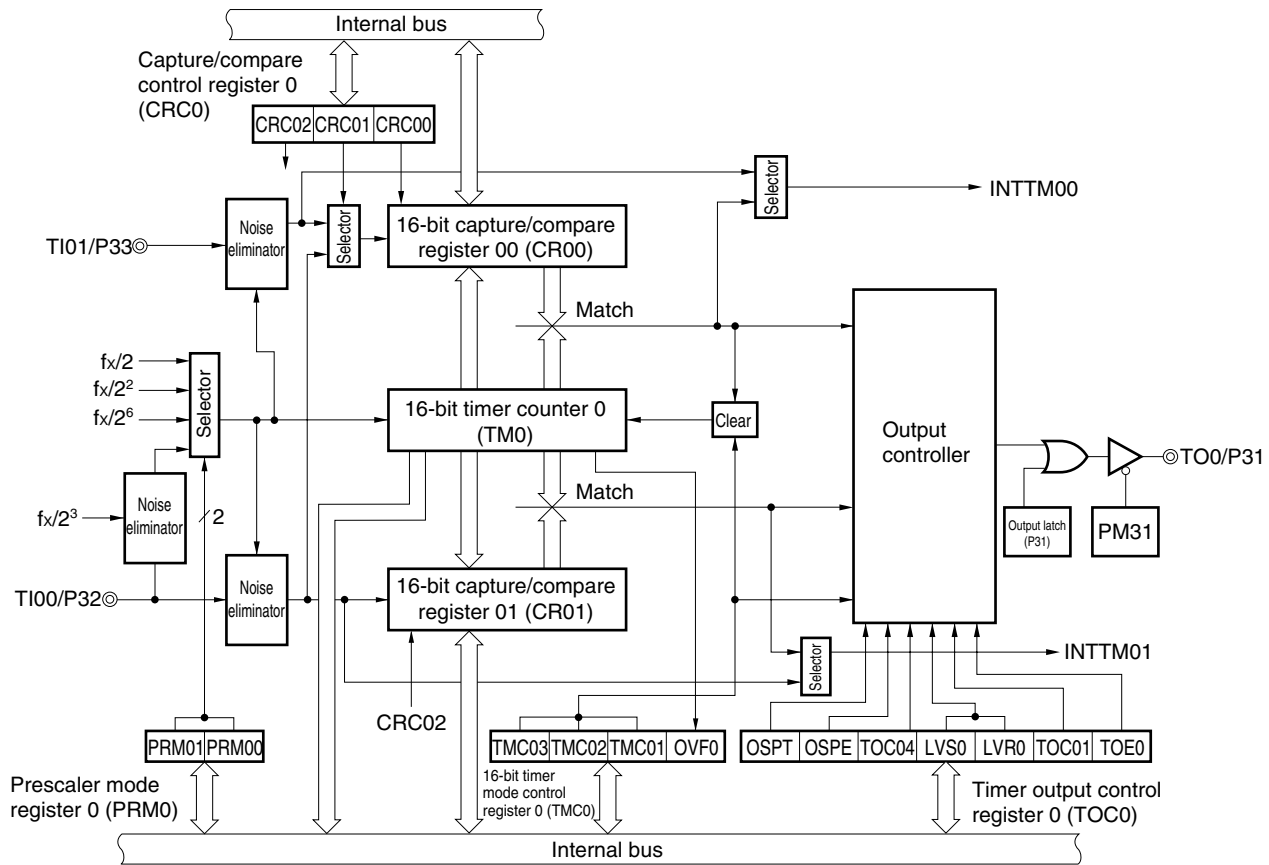 Internal bus
Capture/compare
control register 0
(CRC0)
CRC02 CRC01 CRC00
TI01/P33
Noise
eliminator
Selector
16-bit capture/compare
register 00 (CR00)
Selector
INTTM00
Match
fx/2
fx/2²
fx/2⁶
Selector
16-bit timer counter 0
(TM0)
Clear
Output
controller
TO0/P31
fx/2³
Noise
eliminator
2
Match
Output latch
(P31)
PM31
TI00/P32
Noise
eliminator
16-bit capture/compare
register 01 (CR01)
Selector
INTTM01
CRC02
PRM01 PRM00
TMC03 TMC02 TMC01 OVF0
OSPT OSPE TOC04 LVS0 LVR0 TOC01 TOE0
Prescaler mode
register 0 (PRM0)
16-bit timer
mode control
register 0 (TMC0)
Timer output control
register 0 (TOC0)
Internal bus